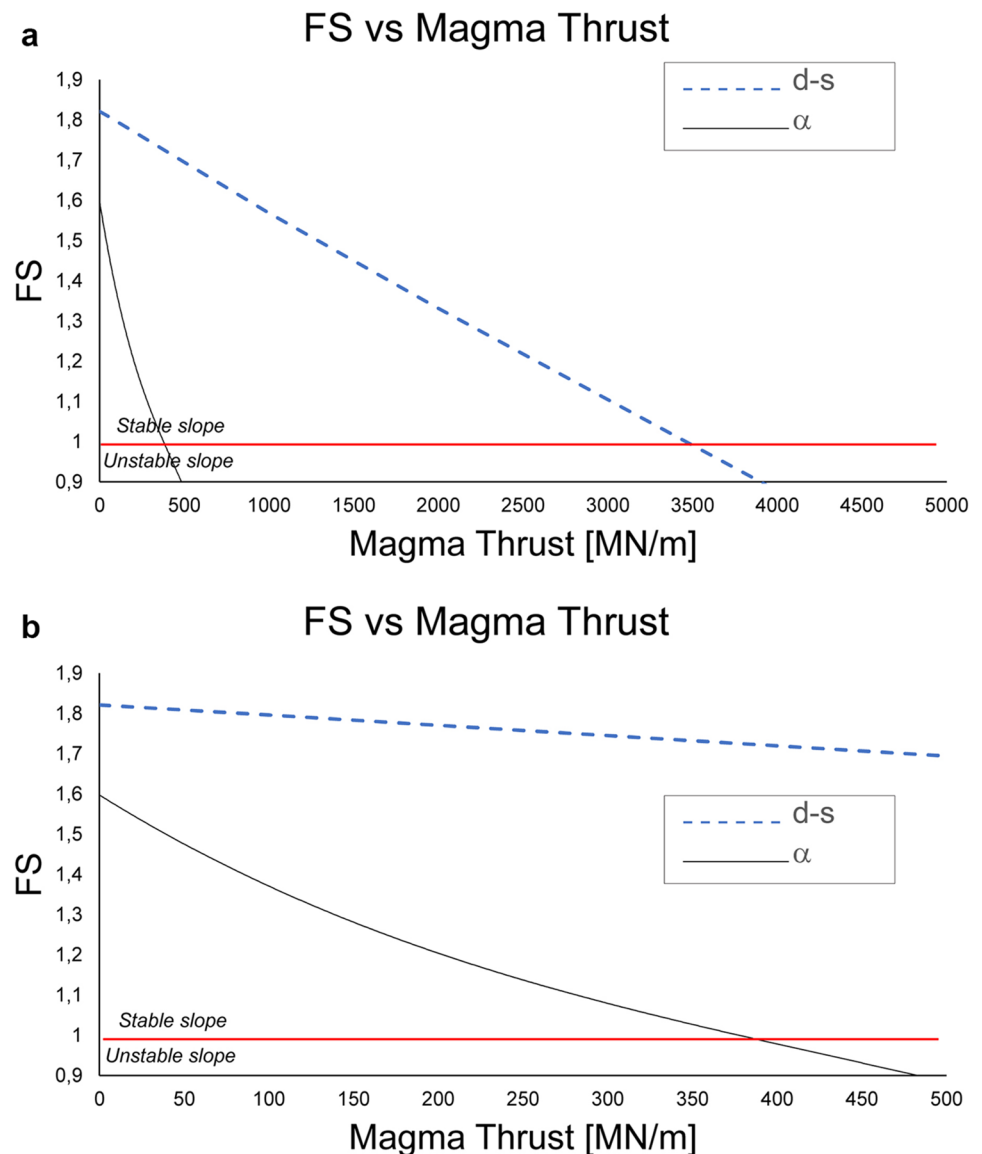 a
FS vs Magma Thrust
d-s
α
1,9
1,8
1,7
1,6
1,5
1,4
1,3
1,2
1,1
1
0,9
FS
Stable slope
Unstable slope
0 500 1000 1500 2000 2500 3000 3500 4000 4500 5000
Magma Thrust [MN/m]
b
FS vs Magma Thrust
1,9
1,8
1,7
1,6
1,5
1,4
1,3
1,2
1,1
1
0,9
FS
d-s
α
Stable slope
Unstable slope
0 50 100 150 200 250 300 350 400 450 500
Magma Thrust [MN/m]